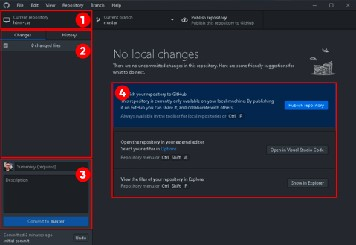 File Edit View Repository Branch Help
Current repository
1
Current branch
master
Publish repository
Publish this repository to GitHub
Changes History
2
0 changed files
No local changes
There are no uncommitted changes in this repository. Here are some friendly suggestions for
what to do next.
4
your repository to GitHub
This repository is currently only available on your local machine. By publishing
it on GitHub you can share it, and collaborate with others.
Always available in the toolbar for local repositories or Ctrl P
Publish repository
Open the repository in your external editor
Select your editor in Options
Repository menu or Ctrl Shift A
Open in Visual Studio Code
View the files of your repository in Explorer
Repository menu or Ctrl Shift F
Show in Explorer
3
Summary (required)
Description
Commit to master
Undo
Initial commit